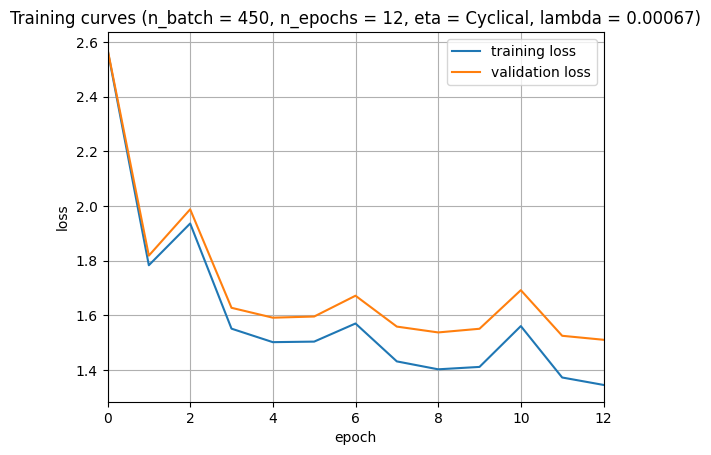 Training curves (n_batch = 450, n_epochs = 12, eta = Cyclical, lambda = 0.00067)
training loss
validation loss
2.6
2.4
2.2
2.0
1.8
1.6
1.4
loss
0 2 4 6 8 10 12
epoch